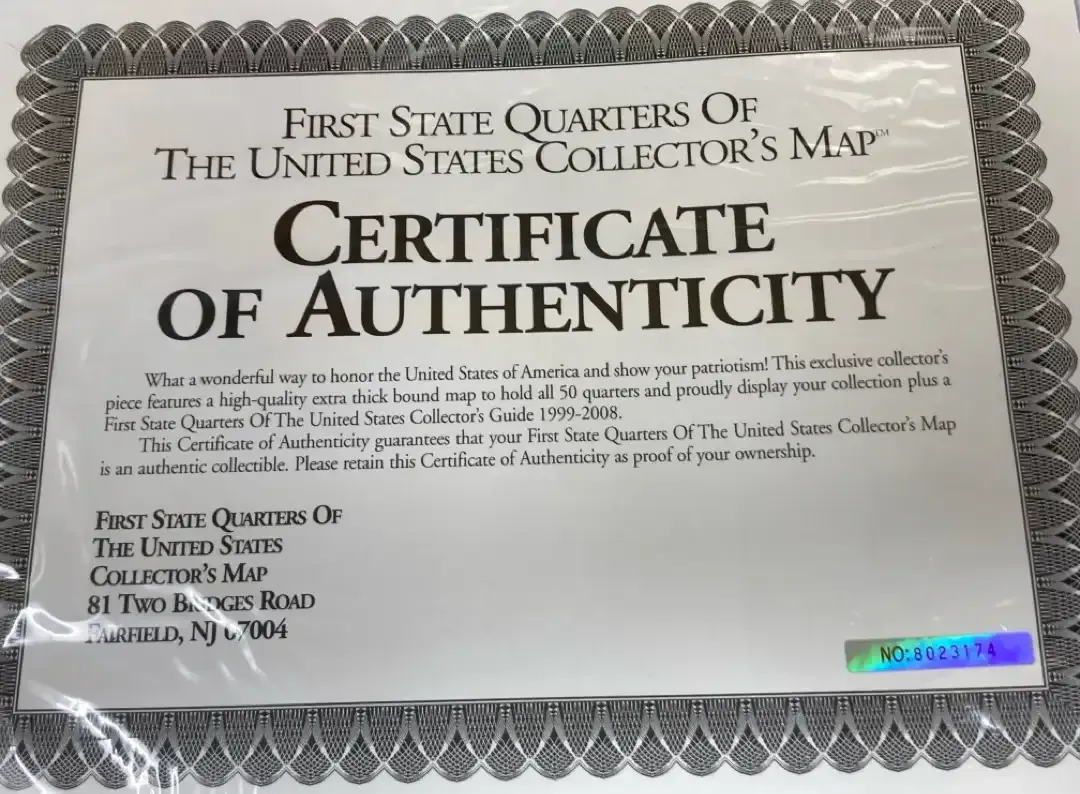 FIRST STATE QUARTERS OF
THE UNITED STATES COLLECTOR'S MAP™
CERTIFICATE
OF AUTHENTICITY
What a wonderful way to honor the United States of America and show your patriotism! This exclusive collector's
piece features a high-quality extra thick bound map to hold all 50 quarters and proudly display your collection plus a
First State Quarters Of The United States Collector's Guide 1999-2008.
This Certificate of Authenticity guarantees that your First State Quarters Of The United States Collector's Map
is an authentic collectible. Please retain this Certificate of Authenticity as proof of your ownership.
FIRST STATE QUARTERS OF
THE UNITED STATES
COLLECTOR'S MAP
81 TWO BRIDGES ROAD
FAIRFIELD, NJ 07004
NO:8023174